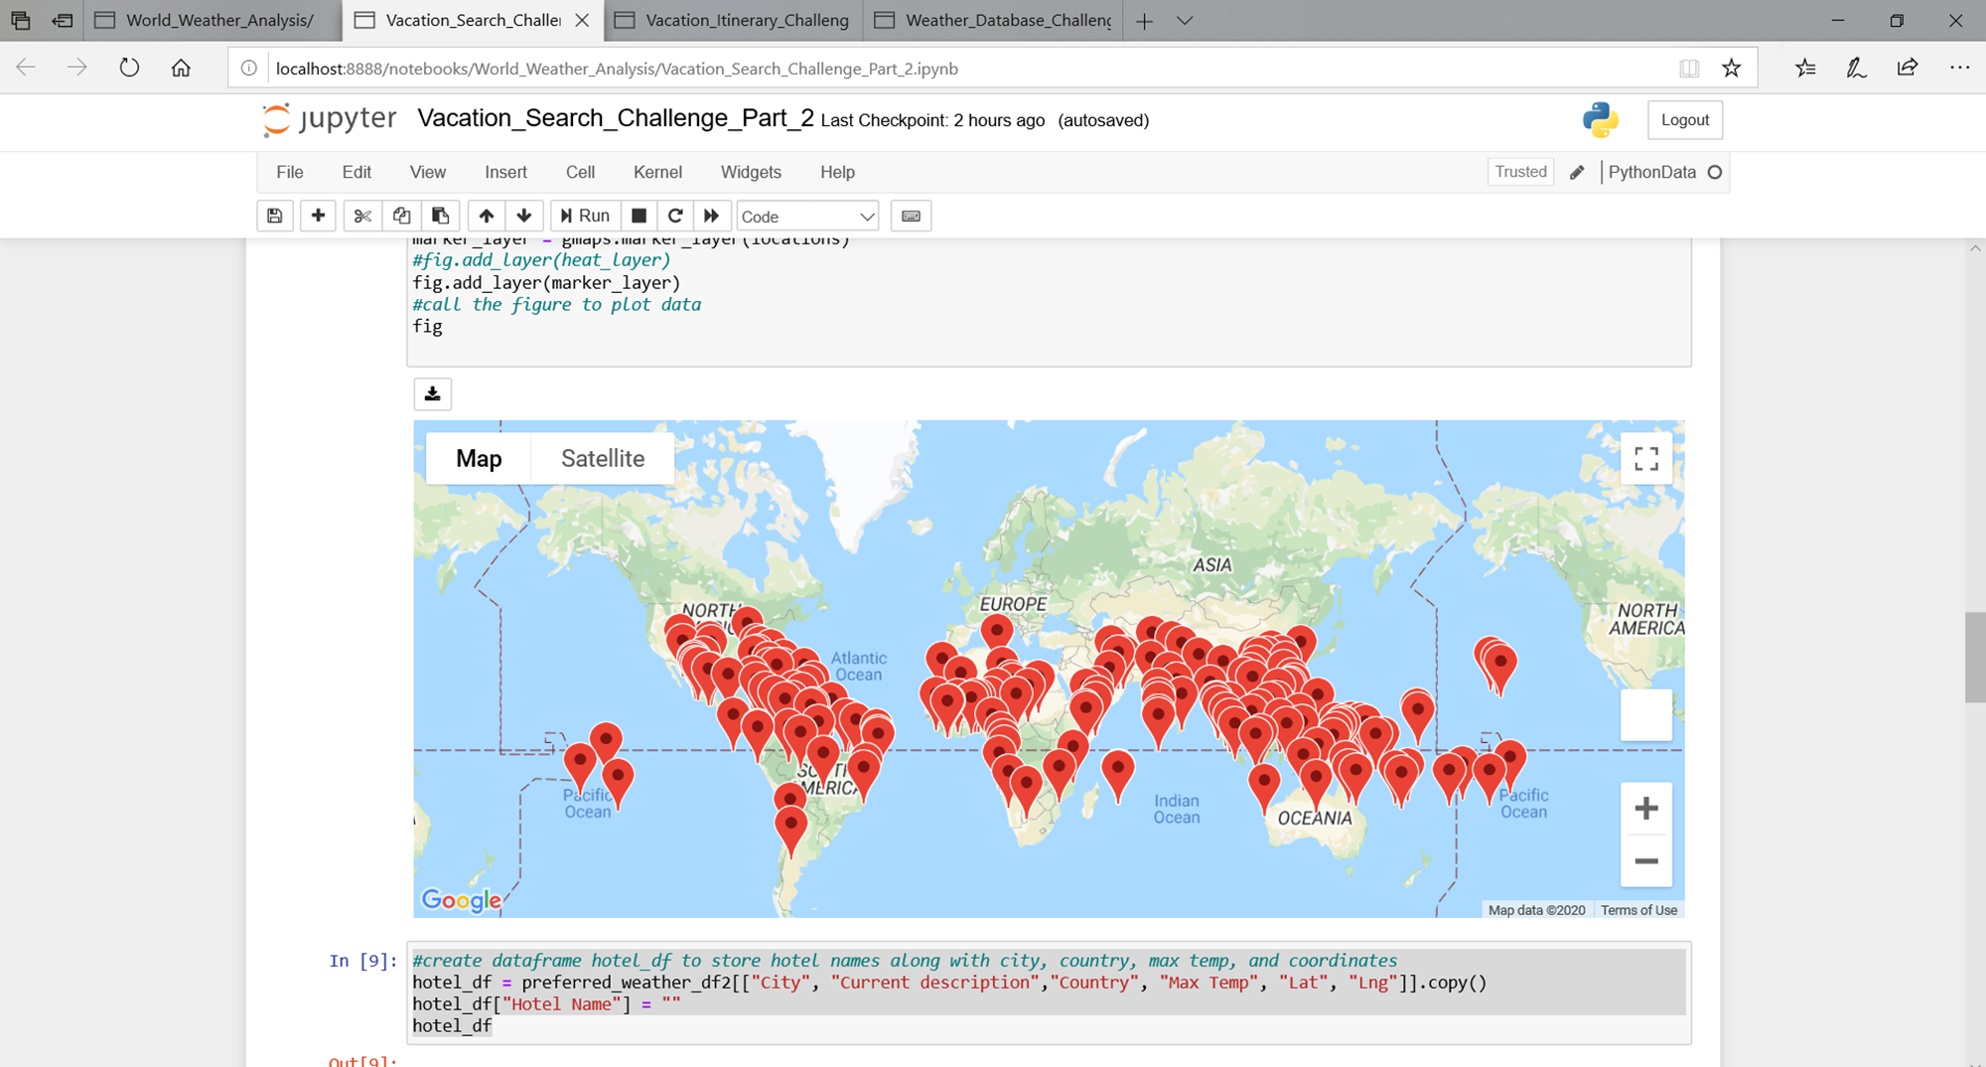 World_Weather_Analysis/
Vacation_Search_Challer
Vacation_Itinerary_Challeng
Weather_Database_Challeng
localhost:8888/notebooks/World_Weather_Analysis/Vacation_Search_Challenge_Part_2.ipynb
jupyter Vacation_Search_Challenge_Part_2 Last Checkpoint: 2 hours ago (autosaved)
Logout
File Edit View Insert Cell Kernel Widgets Help
Trusted PythonData
Run Code
marker_layer = gmaps.marker_layer(locations)
#fig.add_layer(heat_layer)
fig.add_layer(marker_layer)
#call the figure to plot data
fig
Map Satellite
ASIA
EUROPE
NORTH
NORTH
AMERICA
Atlantic
Ocean
Pacific
Ocean
Indian
Ocean
OCEANIA
Pacific
Ocean
Google
Map data ©2020 Terms of Use
In [9]: #create dataframe hotel_df to store hotel names along with city, country, max temp, and coordinates
hotel_df = preferred_weather_df2[["City", "Current description","Country", "Max Temp", "Lat", "Lng"]].copy()
hotel_df["Hotel Name"] = ""
hotel_df
Out[9]: